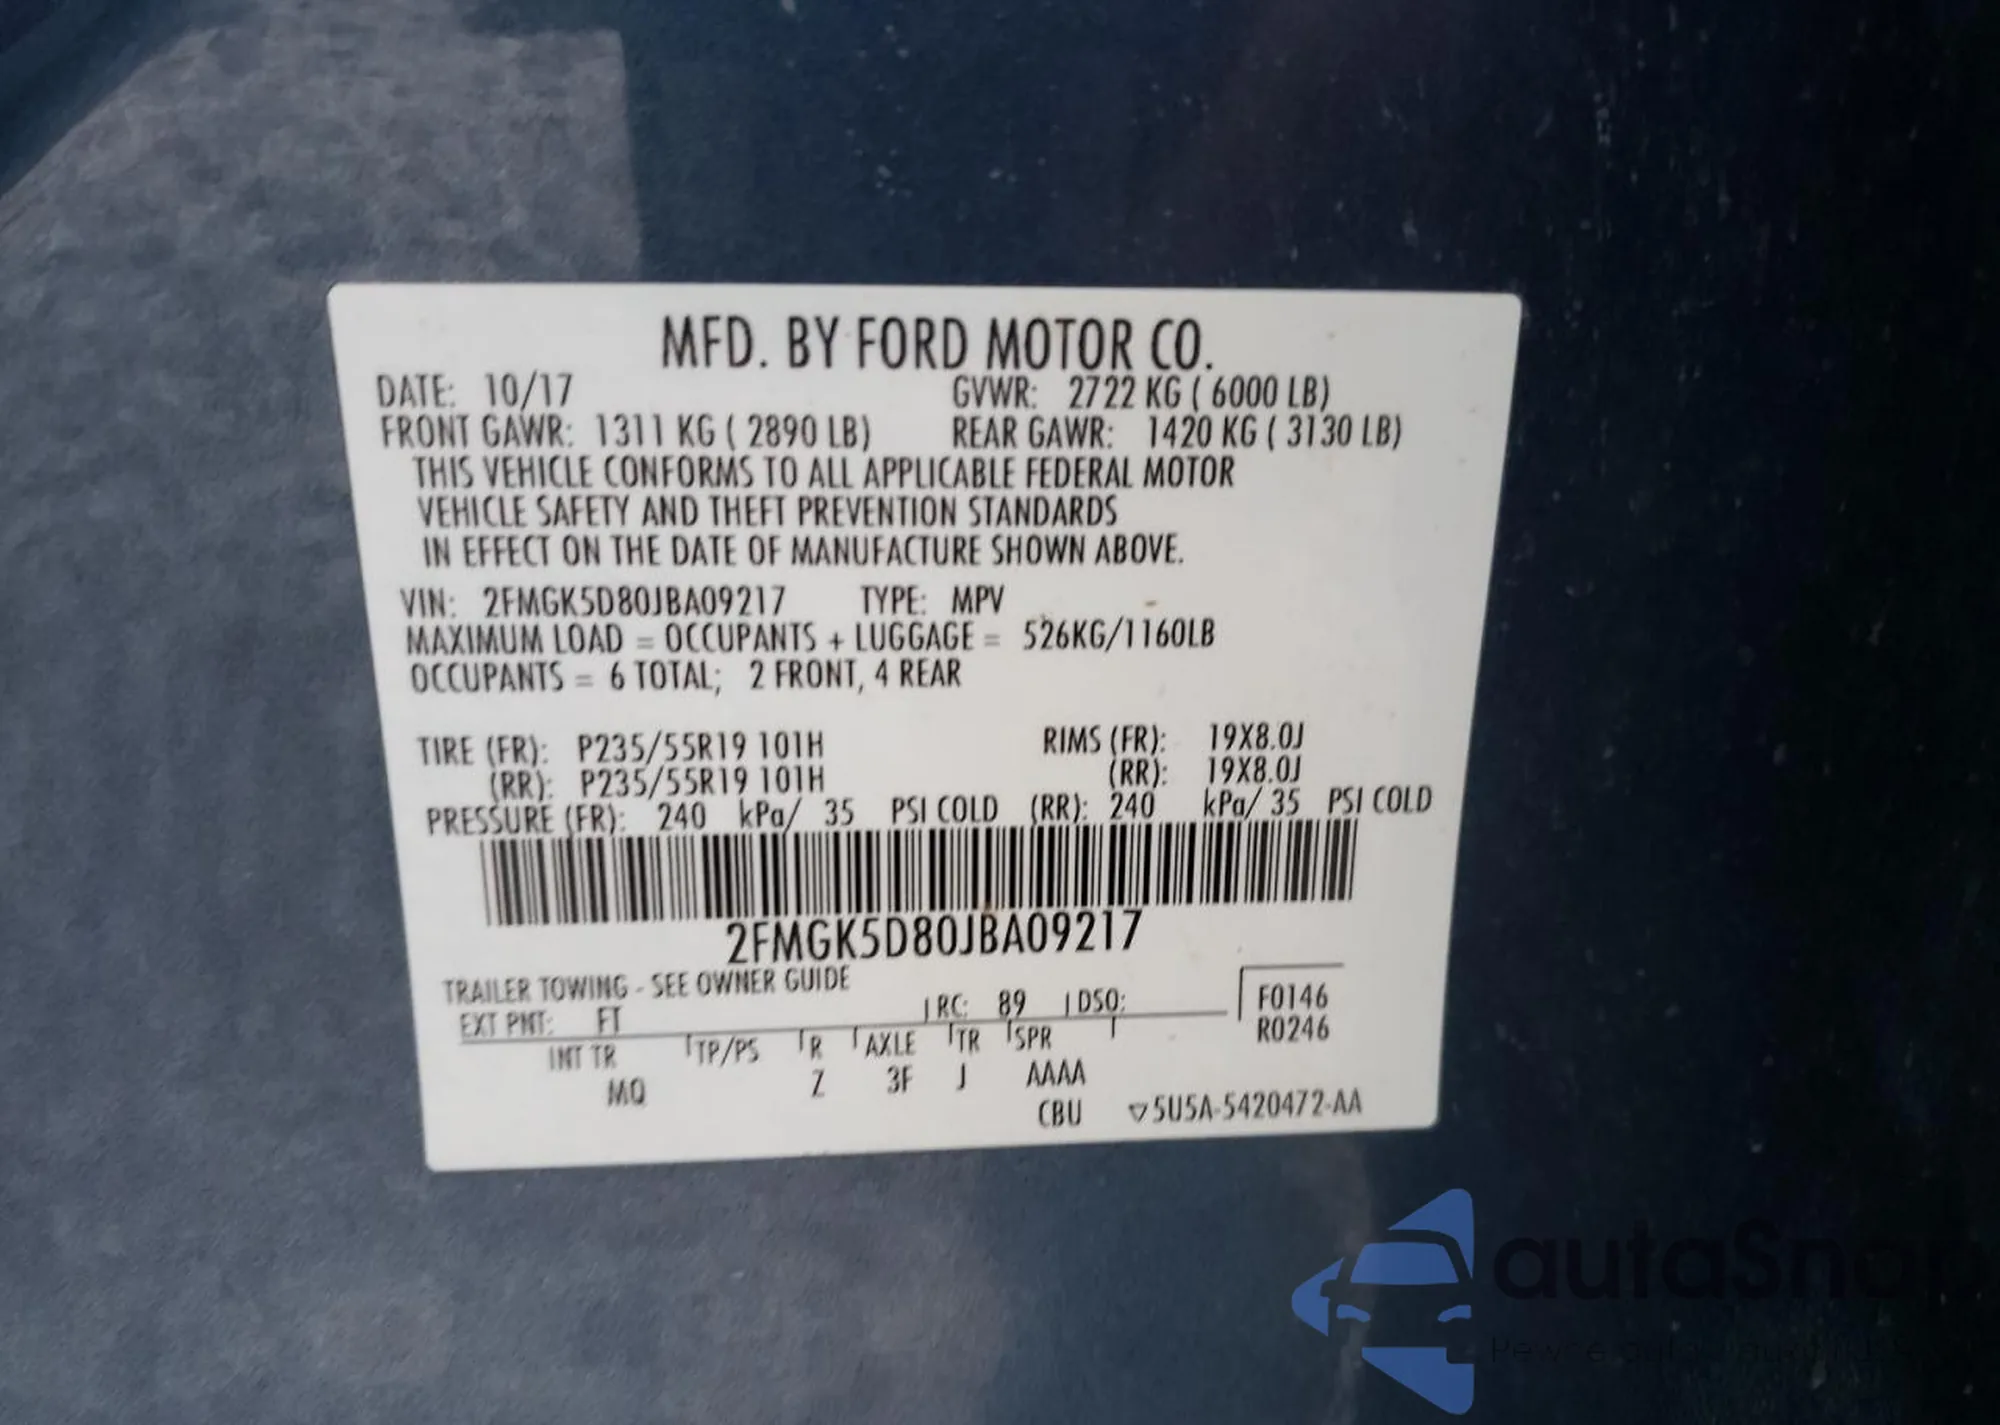 MFD. BY FORD MOTOR CO.
DATE: 10/17 GVWR: 2722 KG ( 6000 LB)
FRONT GAWR: 1311 KG ( 2890 LB) REAR GAWR: 1420 KG ( 3130 LB)
THIS VEHICLE CONFORMS TO ALL APPLICABLE FEDERAL MOTOR
VEHICLE SAFETY AND THEFT PREVENTION STANDARDS
IN EFFECT ON THE DATE OF MANUFACTURE SHOWN ABOVE.
VIN: 2FMGK5D80JBA09217 TYPE: MPV
MAXIMUM LOAD = OCCUPANTS + LUGGAGE = 526KG/1160LB
OCCUPANTS = 6 TOTAL; 2 FRONT, 4 REAR
TIRE (FR): P235/55R19 101H RIMS (FR): 19X8.0J
(RR): P235/55R19 101H (RR): 19X8.0J
PRESSURE (FR): 240 kPa/ 35 PSI COLD (RR): 240 kPa/ 35 PSI COLD
2FMGK5D80JBA09217
TRAILER TOWING - SEE OWNER GUIDE
EXT PNT: FT RC: 89 DSO: F0146
R0246
INT TR TP/PS R AXLE TR SPR
MQ Z 3F J AAAA
CBU ▽5U5A-5420472-AA
autaSnap